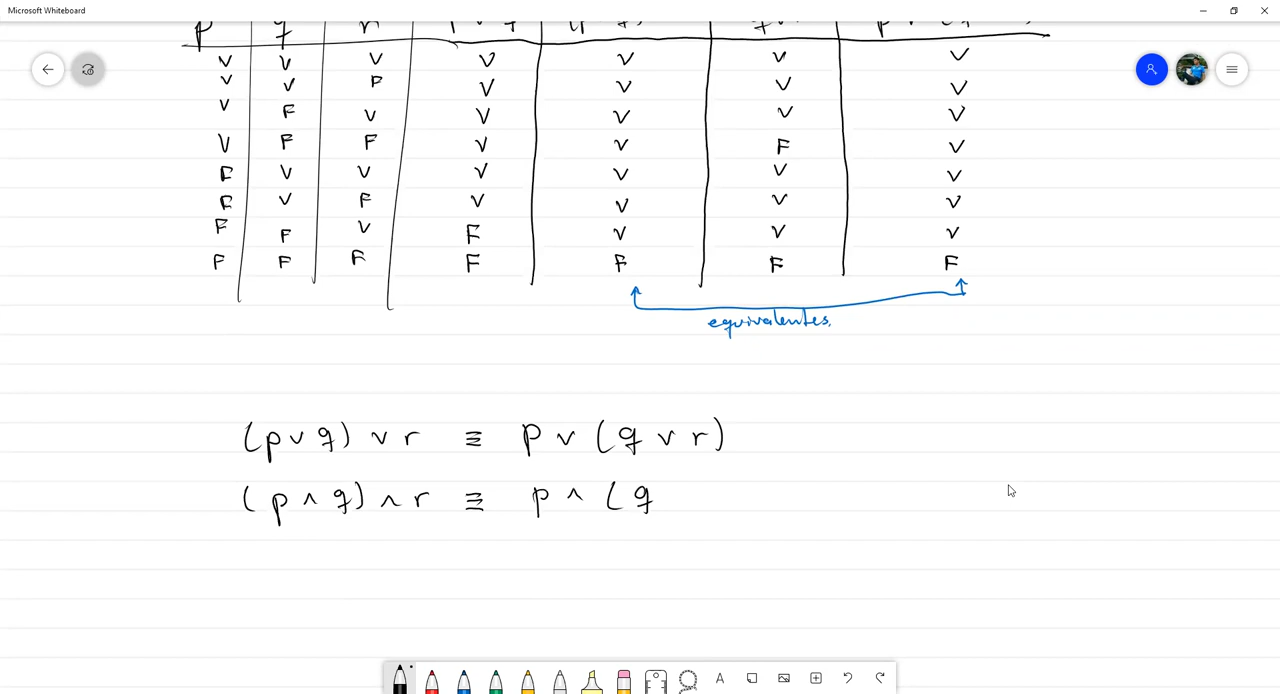 Microsoft Whiteboard
p q r
V V V V V V V
V V F V V V V
V F V V V V V
V F F V V F V
F V V V V V V
F V F V V V V
F F V F V V V
F F F F F F F
equivalentes.
(p ∨ q) ∨ r ≡ p ∨ (q ∨ r)
(p ∧ q) ∧ r ≡ p ∧ (q
A